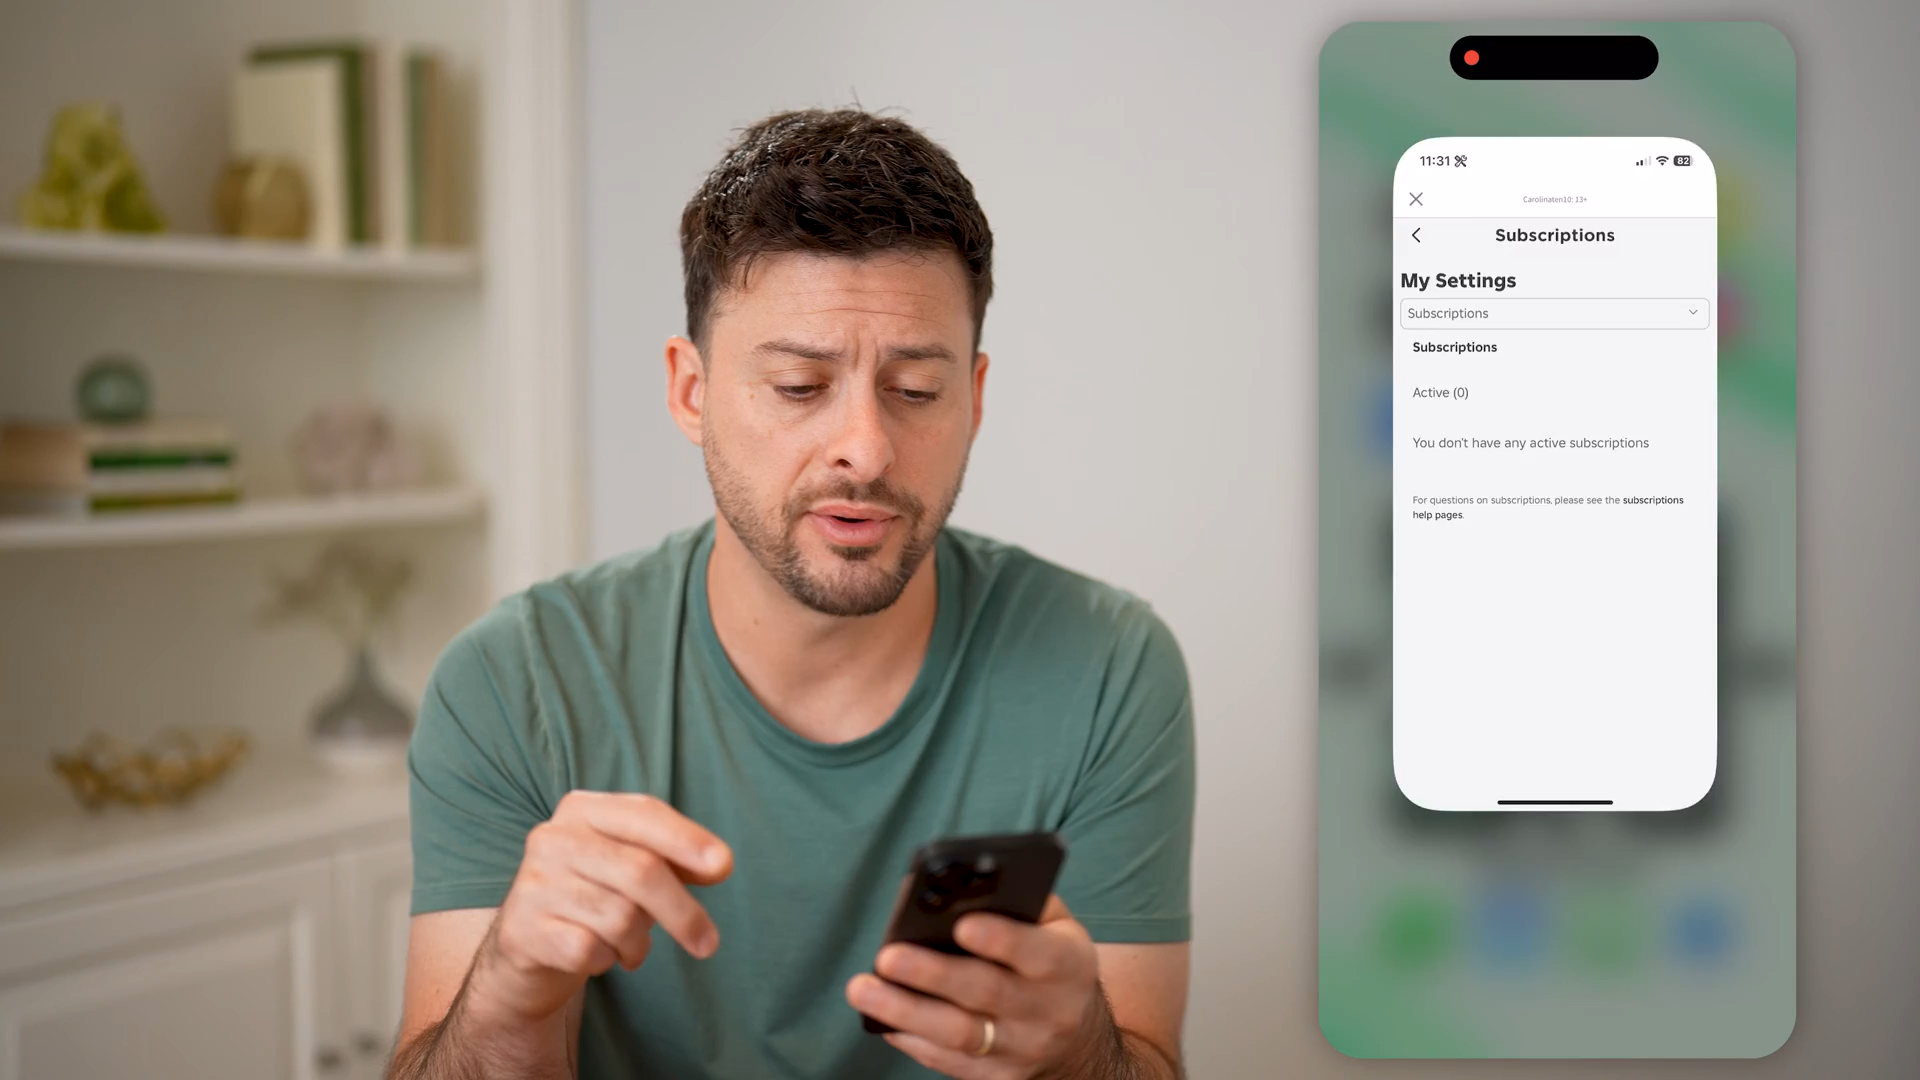 11:31
82
Carolinaten10: 13+
Subscriptions
My Settings
Subscriptions
Subscriptions
Active (0)
You don't have any active subscriptions
For questions on subscriptions, please see the subscriptions
help pages.